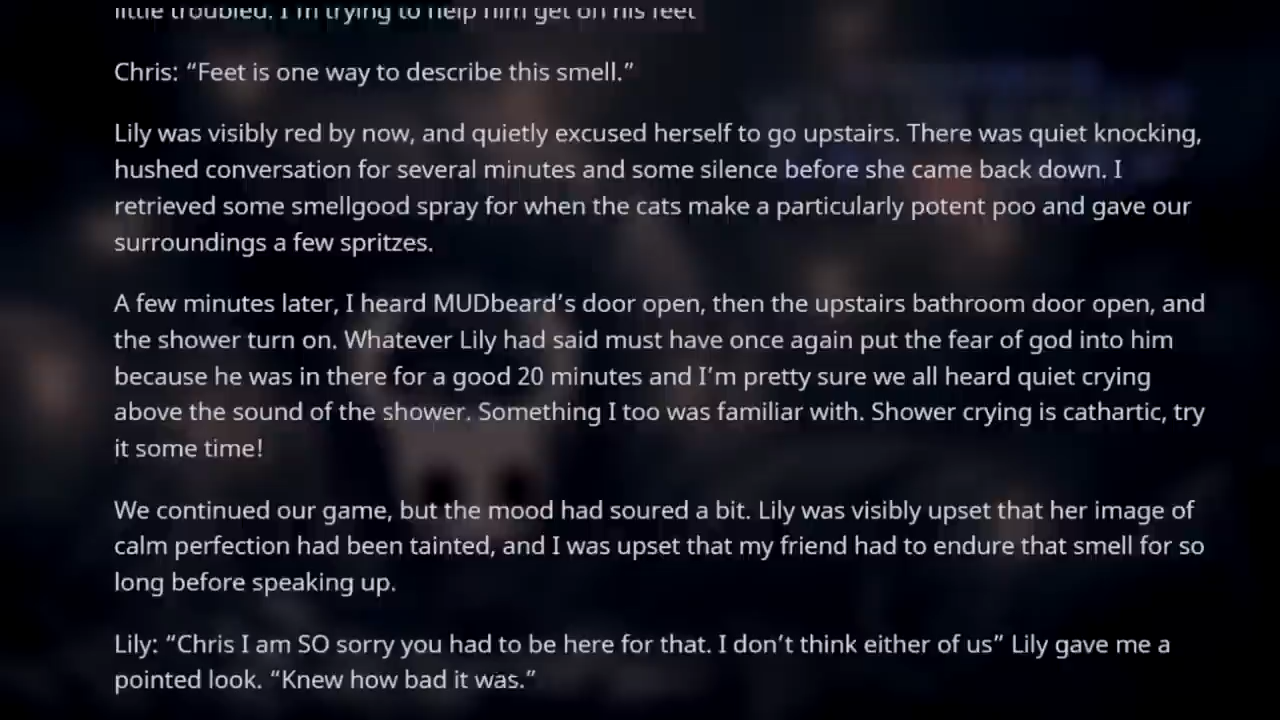 little troubled. I'm trying to help him get on his feet
Chris: “Feet is one way to describe this smell.”
Lily was visibly red by now, and quietly excused herself to go upstairs. There was quiet knocking,
hushed conversation for several minutes and some silence before she came back down. I
retrieved some smellgood spray for when the cats make a particularly potent poo and gave our
surroundings a few spritzes.
A few minutes later, I heard MUDbeard’s door open, then the upstairs bathroom door open, and
the shower turn on. Whatever Lily had said must have once again put the fear of god into him
because he was in there for a good 20 minutes and I’m pretty sure we all heard quiet crying
above the sound of the shower. Something I too was familiar with. Shower crying is cathartic, try
it some time!
We continued our game, but the mood had soured a bit. Lily was visibly upset that her image of
calm perfection had been tainted, and I was upset that my friend had to endure that smell for so
long before speaking up.
Lily: “Chris I am SO sorry you had to be here for that. I don’t think either of us” Lily gave me a
pointed look. “Knew how bad it was.”